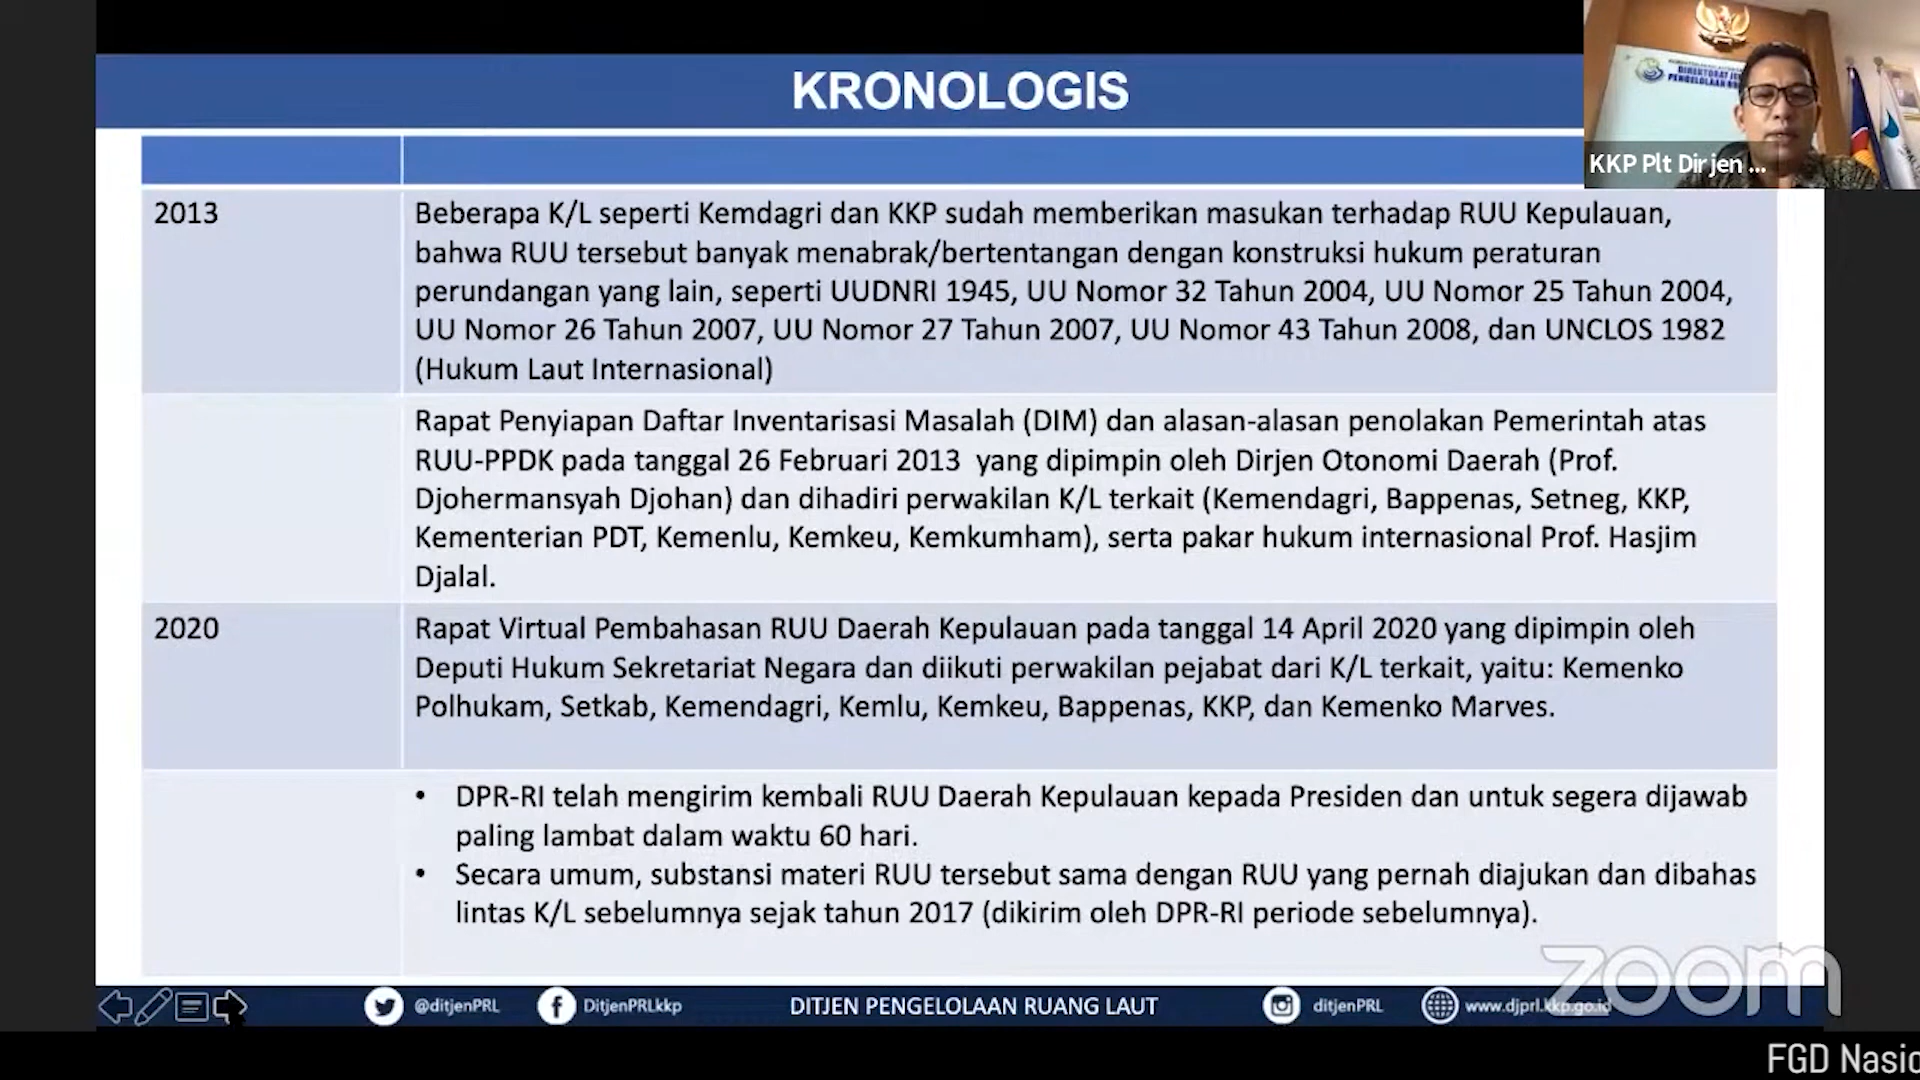 KRONOLOGIS
DIREKTORAT
KKP Plt Dirjen ...
2013
Beberapa K/L seperti Kemdagri dan KKP sudah memberikan masukan terhadap RUU Kepulauan,
bahwa RUU tersebut banyak menabrak/bertentangan dengan konstruksi hukum peraturan
perundangan yang lain, seperti UUDNRI 1945, UU Nomor 32 Tahun 2004, UU Nomor 25 Tahun 2004,
UU Nomor 26 Tahun 2007, UU Nomor 27 Tahun 2007, UU Nomor 43 Tahun 2008, dan UNCLOS 1982
(Hukum Laut Internasional)
Rapat Penyiapan Daftar Inventarisasi Masalah (DIM) dan alasan-alasan penolakan Pemerintah atas
RUU-PPDK pada tanggal 26 Februari 2013 yang dipimpin oleh Dirjen Otonomi Daerah (Prof.
Djohermansyah Djohan) dan dihadiri perwakilan K/L terkait (Kemendagri, Bappenas, Setneg, KKP,
Kementerian PDT, Kemenlu, Kemkeu, Kemkumham), serta pakar hukum internasional Prof. Hasjim
Djalal.
2020
Rapat Virtual Pembahasan RUU Daerah Kepulauan pada tanggal 14 April 2020 yang dipimpin oleh
Deputi Hukum Sekretariat Negara dan diikuti perwakilan pejabat dari K/L terkait, yaitu: Kemenko
Polhukam, Setkab, Kemendagri, Kemlu, Kemkeu, Bappenas, KKP, dan Kemenko Marves.
• DPR-RI telah mengirim kembali RUU Daerah Kepulauan kepada Presiden dan untuk segera dijawab
paling lambat dalam waktu 60 hari.
• Secara umum, substansi materi RUU tersebut sama dengan RUU yang pernah diajukan dan dibahas
lintas K/L sebelumnya sejak tahun 2017 (dikirim oleh DPR-RI periode sebelumnya).
zoom
@ditjenPRL
DitjenPRLkkp
DITJEN PENGELOLAAN RUANG LAUT
ditjenPRL
www.djprl.kkp.go.id
FGD Nasio